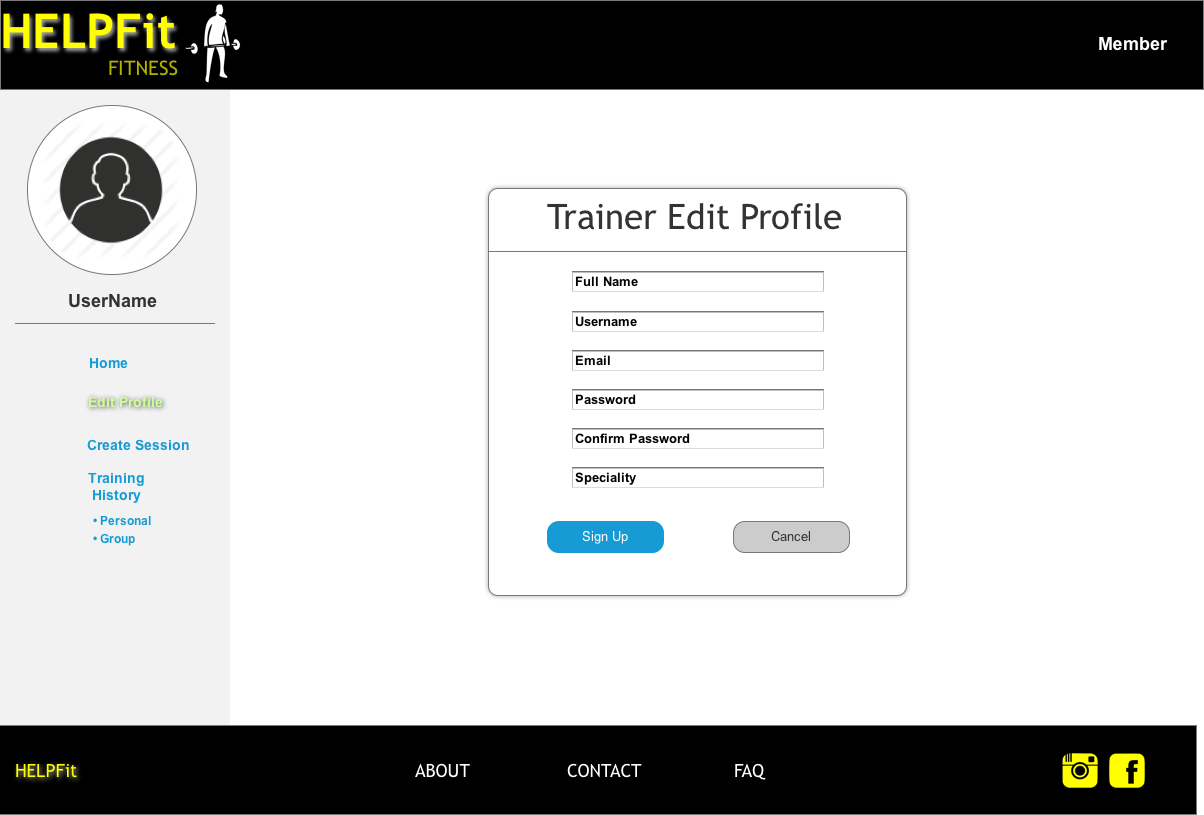 HELPFit
FITNESS
Member
UserName
Home
Edit Profile
Create Session
Training
History
• Personal
• Group
Trainer Edit Profile
Full Name
Username
Email
Password
Confirm Password
Speciality
Sign Up
Cancel
HELPFit
ABOUT
CONTACT
FAQ